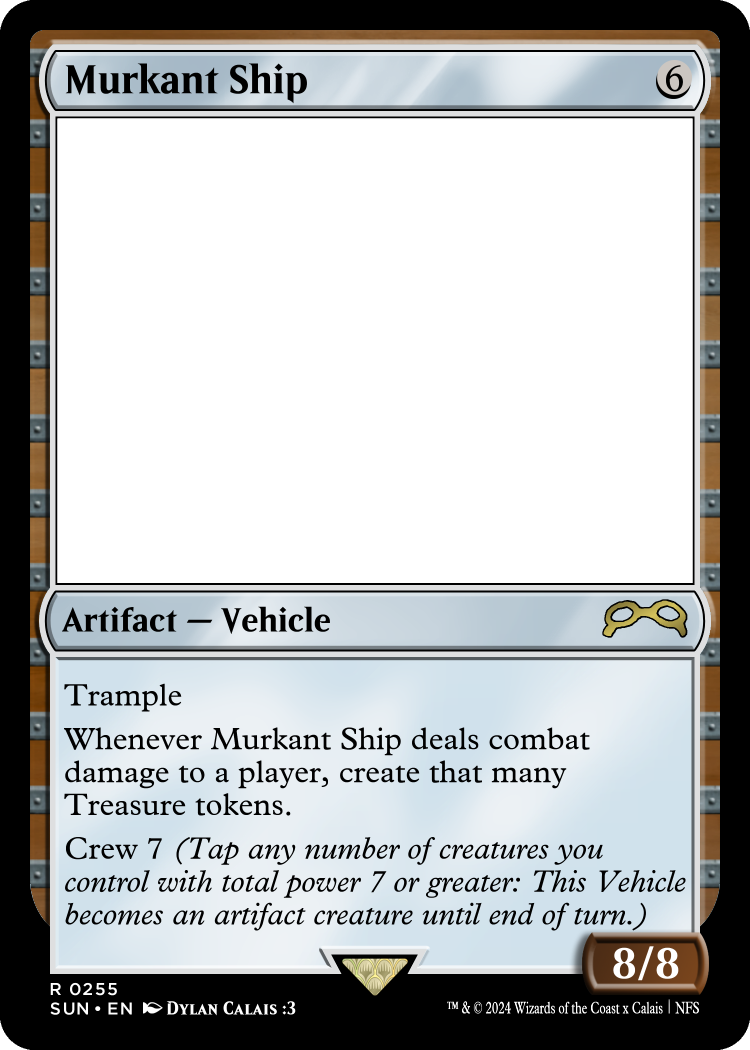 Murkant Ship 6
Artifact — Vehicle
Trample
Whenever Murkant Ship deals combat
damage to a player, create that many
Treasure tokens.
Crew 7 (Tap any number of creatures you
control with total power 7 or greater: This Vehicle
becomes an artifact creature until end of turn.)
8/8
R 0255
SUN • EN Dylan Calais :3
™ & © 2024 Wizards of the Coast x Calais | NFS